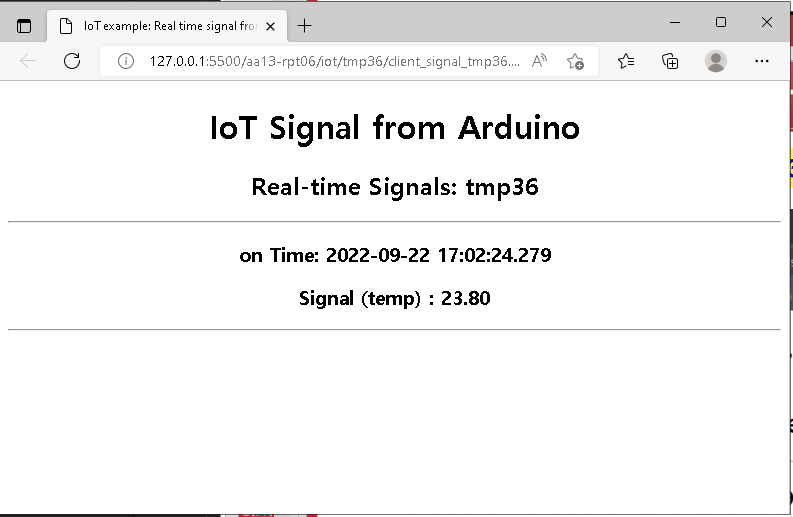 IoT example: Real time signal from
127.0.0.1:5500/aa13-rpt06/iot/tmp36/client_signal_tmp36....
IoT Signal from Arduino
Real-time Signals: tmp36
on Time: 2022-09-22 17:02:24.279
Signal (temp) : 23.80